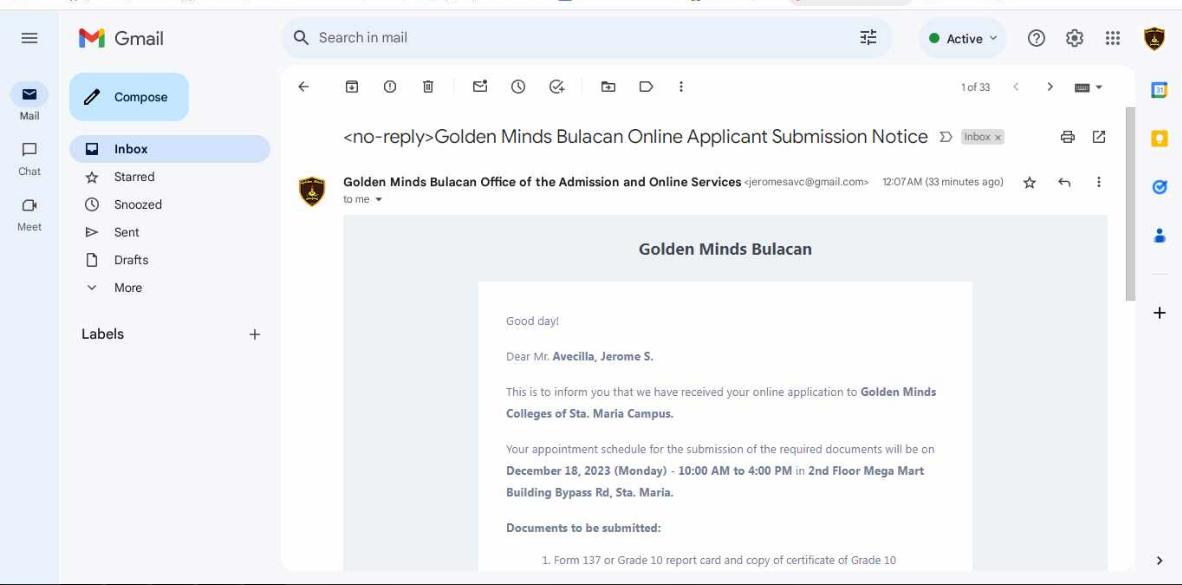 Gmail
Search in mail
Active
Compose
Mail
Inbox
Chat
Starred
Snoozed
Meet
Sent
Drafts
More
Labels
1 of 33
<no-reply>Golden Minds Bulacan Online Applicant Submission Notice
Inbox x
Golden Minds Bulacan Office of the Admission and Online Services <jeromesavc@gmail.com> 12:07 AM (33 minutes ago)
to me
Golden Minds Bulacan
Good day!
Dear Mr. Avecilla, Jerome S.
This is to inform you that we have received your online application to Golden Minds
Colleges of Sta. Maria Campus.
Your appointment schedule for the submission of the required documents will be on
December 18, 2023 (Monday) - 10:00 AM to 4:00 PM in 2nd Floor Mega Mart
Building Bypass Rd, Sta. Maria.
Documents to be submitted:
1. Form 137 or Grade 10 report card and copy of certificate of Grade 10
31